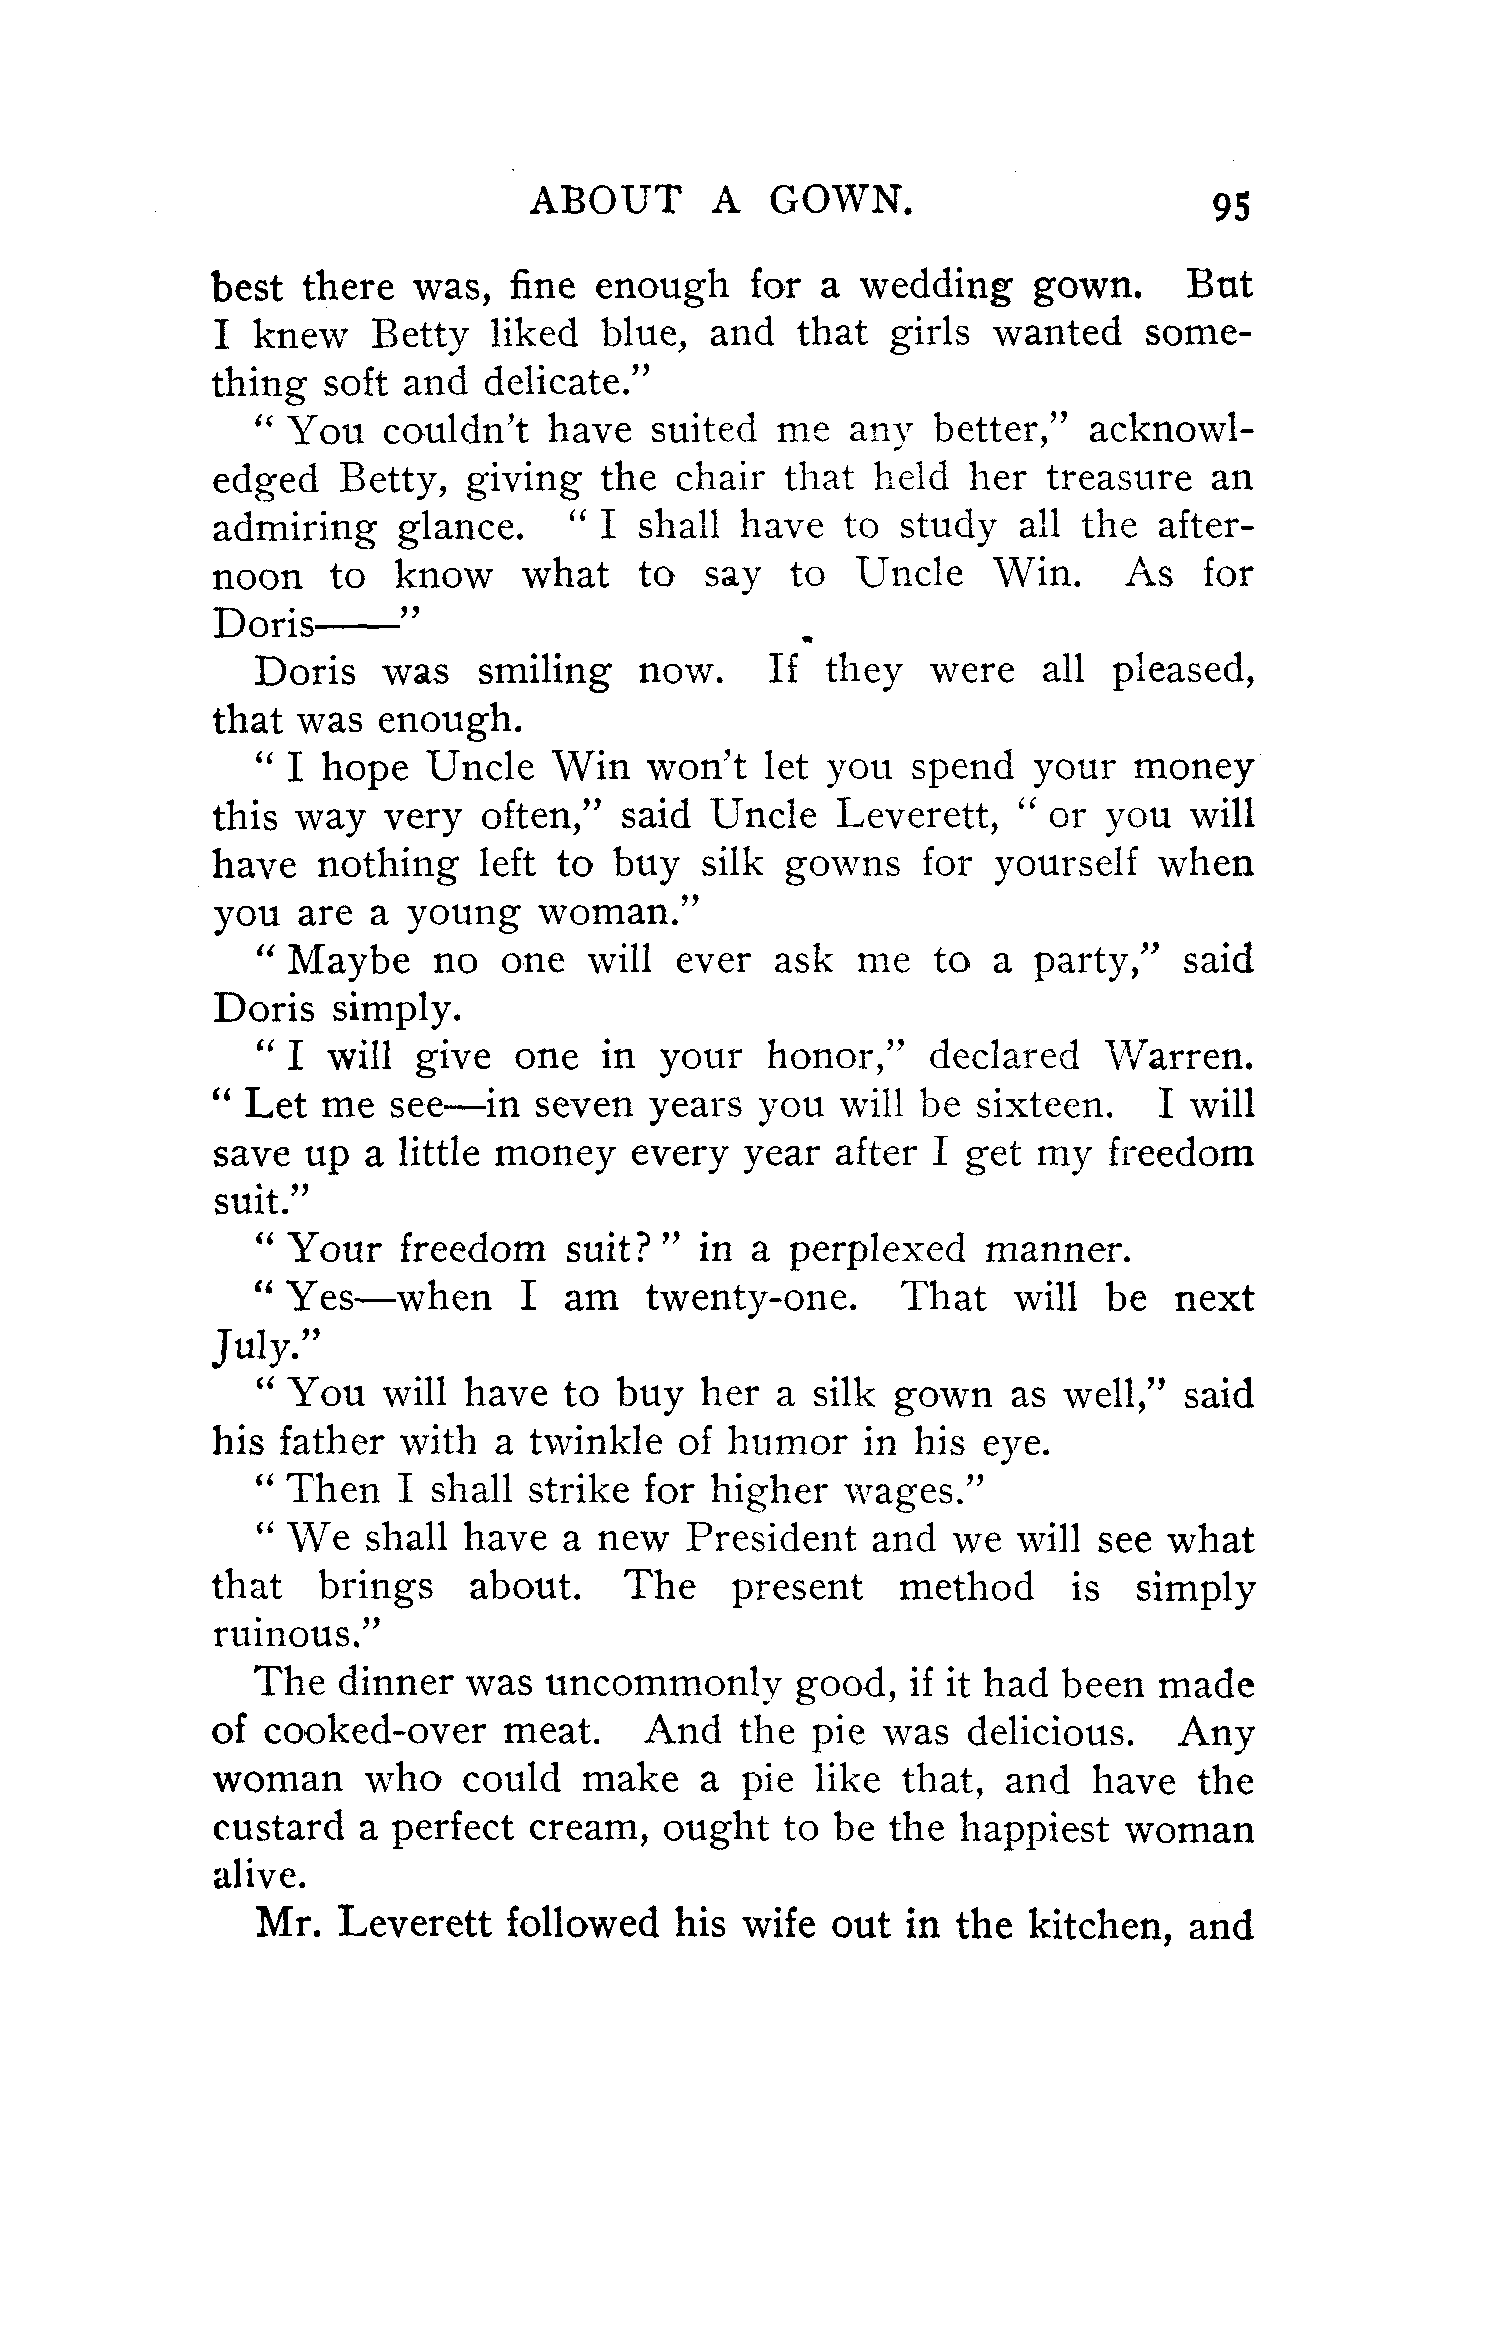 ABOUT A GOWN. 95
best there was, fine enough for a wedding gown. But
I knew Betty liked blue, and that girls wanted some-
thing soft and delicate."
" You couldn't have suited me any better," acknowl-
edged Betty, giving the chair that held her treasure an
admiring glance. " I shall have to study all the after-
noon to know what to say to Uncle Win. As for
Doris——"
Doris was smiling now. If they were all pleased,
that was enough.
" I hope Uncle Win won't let you spend your money
this way very often," said Uncle Leverett, " or you will
have nothing left to buy silk gowns for yourself when
you are a young woman."
" Maybe no one will ever ask me to a party," said
Doris simply.
" I will give one in your honor," declared Warren.
" Let me see—in seven years you will be sixteen. I will
save up a little money every year after I get my freedom
suit."
" Your freedom suit? " in a perplexed manner.
" Yes—when I am twenty-one. That will be next
July."
" You will have to buy her a silk gown as well," said
his father with a twinkle of humor in his eye.
" Then I shall strike for higher wages."
" We shall have a new President and we will see what
that brings about. The present method is simply
ruinous."
The dinner was uncommonly good, if it had been made
of cooked-over meat. And the pie was delicious. Any
woman who could make a pie like that, and have the
custard a perfect cream, ought to be the happiest woman
alive.
Mr. Leverett followed his wife out in the kitchen, and